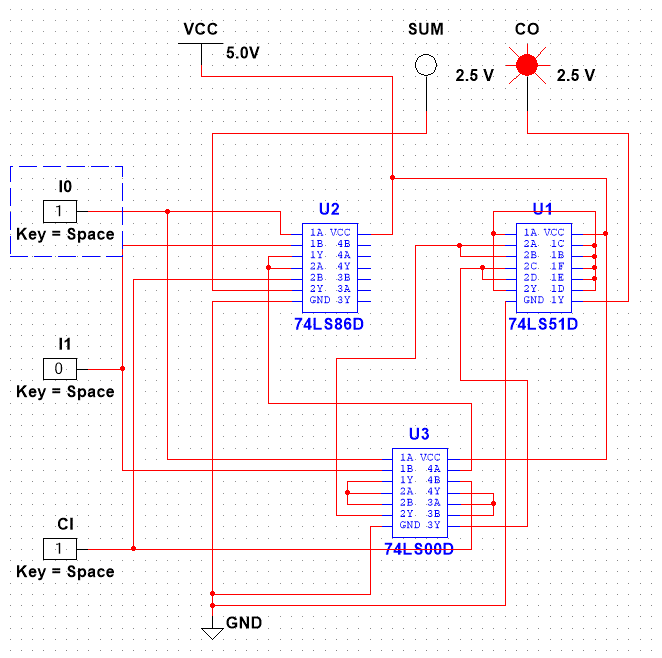 VCC
5.0V
SUM
2.5 V
CO
2.5 V
I0
1
Key = Space
U2
1A VCC
1B 4B
1Y 4A
2A 4Y
2B 3B
2Y 3A
GND 3Y
74LS86D
U1
1A VCC
2A 1C
2B 1B
2C 1F
2D 1E
2Y 1D
GND 1Y
74LS51D
I1
0
Key = Space
U3
1A VCC
1B 4A
1Y 4B
2A 4Y
2B 3A
2Y 3B
GND 3Y
74LS00D
CI
1
Key = Space
GND